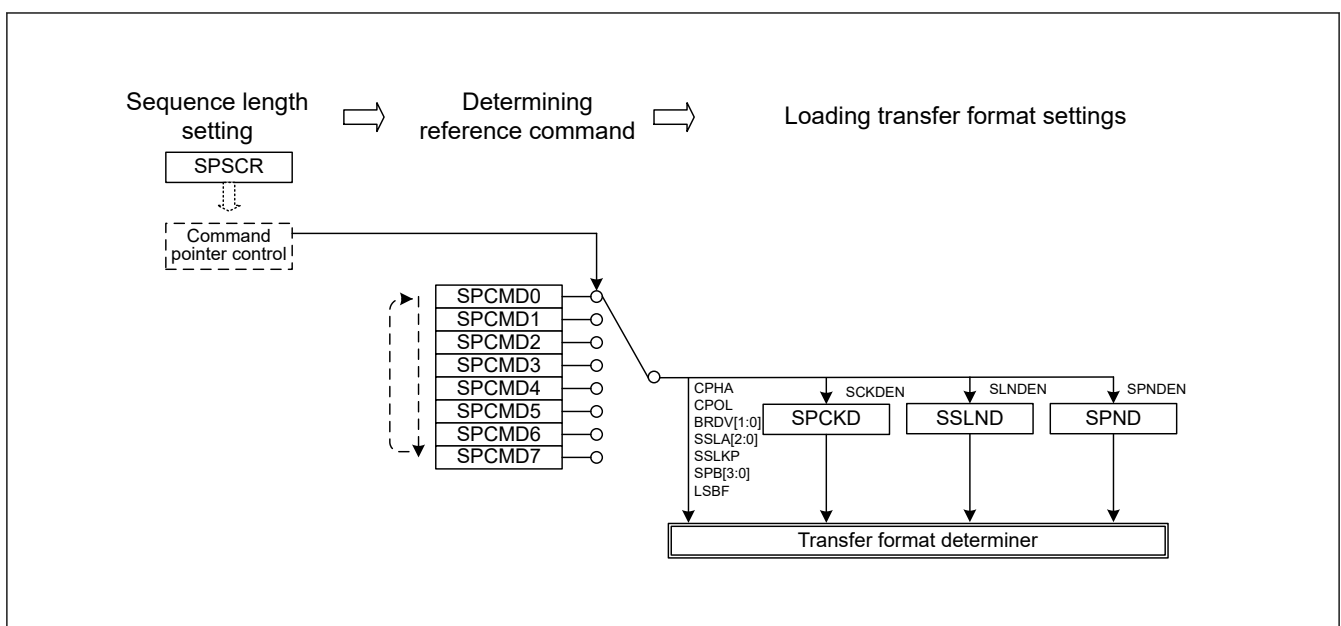 Sequence length
setting
Determining
reference command
Loading transfer format settings
SPSCR
Command
pointer control
SPCMD0
SPCMD1
SPCMD2
SPCMD3
SPCMD4
SPCMD5
SPCMD6
SPCMD7
CPHA
CPOL
BRDV[1:0]
SSLA[2:0]
SSLKP
SPB[3:0]
LSBF
SCKDEN
SPCKD
SLNDEN
SSLND
SPNDEN
SPND
Transfer format determiner